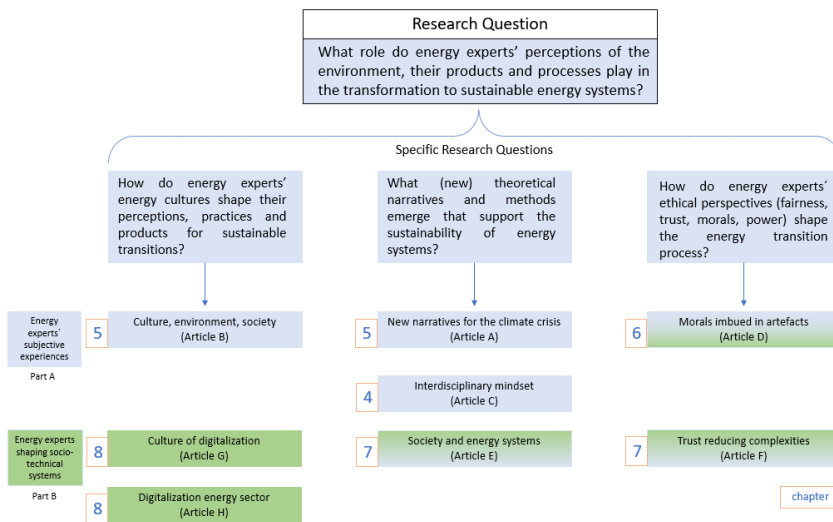 Research Question
What role do energy experts’ perceptions of the
environment, their products and processes play in
the transformation to sustainable energy systems?
Specific Research Questions
How do energy experts’
energy cultures shape their
perceptions, practices and
products for sustainable
transitions?
What (new) theoretical
narratives and methods
emerge that support the
sustainability of energy
systems?
How do energy experts´
ethical perspectives (fairness,
trust, morals, power) shape
the energy transition
process?
Energy
experts´
subjective
experiences
Part A
5
Culture, environment, society
(Article B)
5
New narratives for the climate crisis
(Article A)
6
Morals imbued in artefacts
(Article D)
4
Interdisciplinary mindset
(Article C)
Energy experts
shaping socio-
technical
systems
Part B
8
Culture of digitalization
(Article G)
7
Society and energy systems
(Article E)
7
Trust reducing complexities
(Article F)
8
Digitalization energy sector
(Article H)
chapter